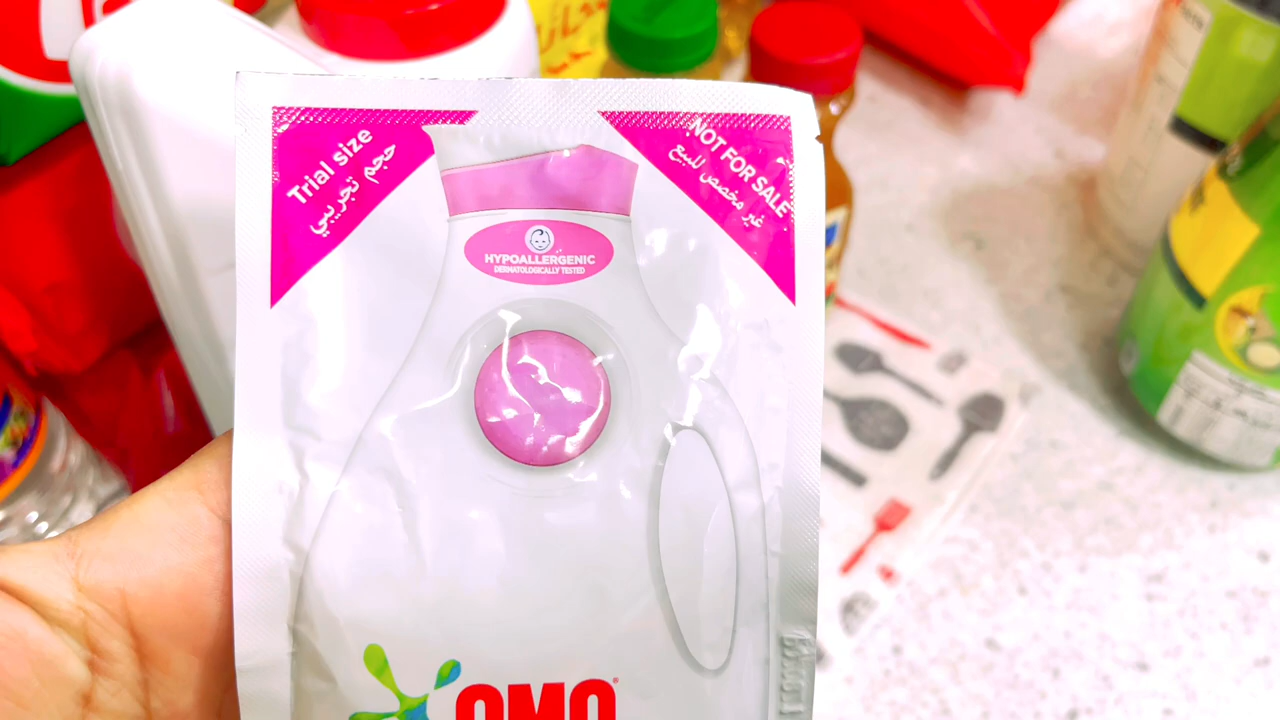 Trial size
حجم تجريبي
NOT FOR SALE
غير مخصص للبيع
HYPOALLERGENIC
DERMATOLOGICALLY TESTED
OMO